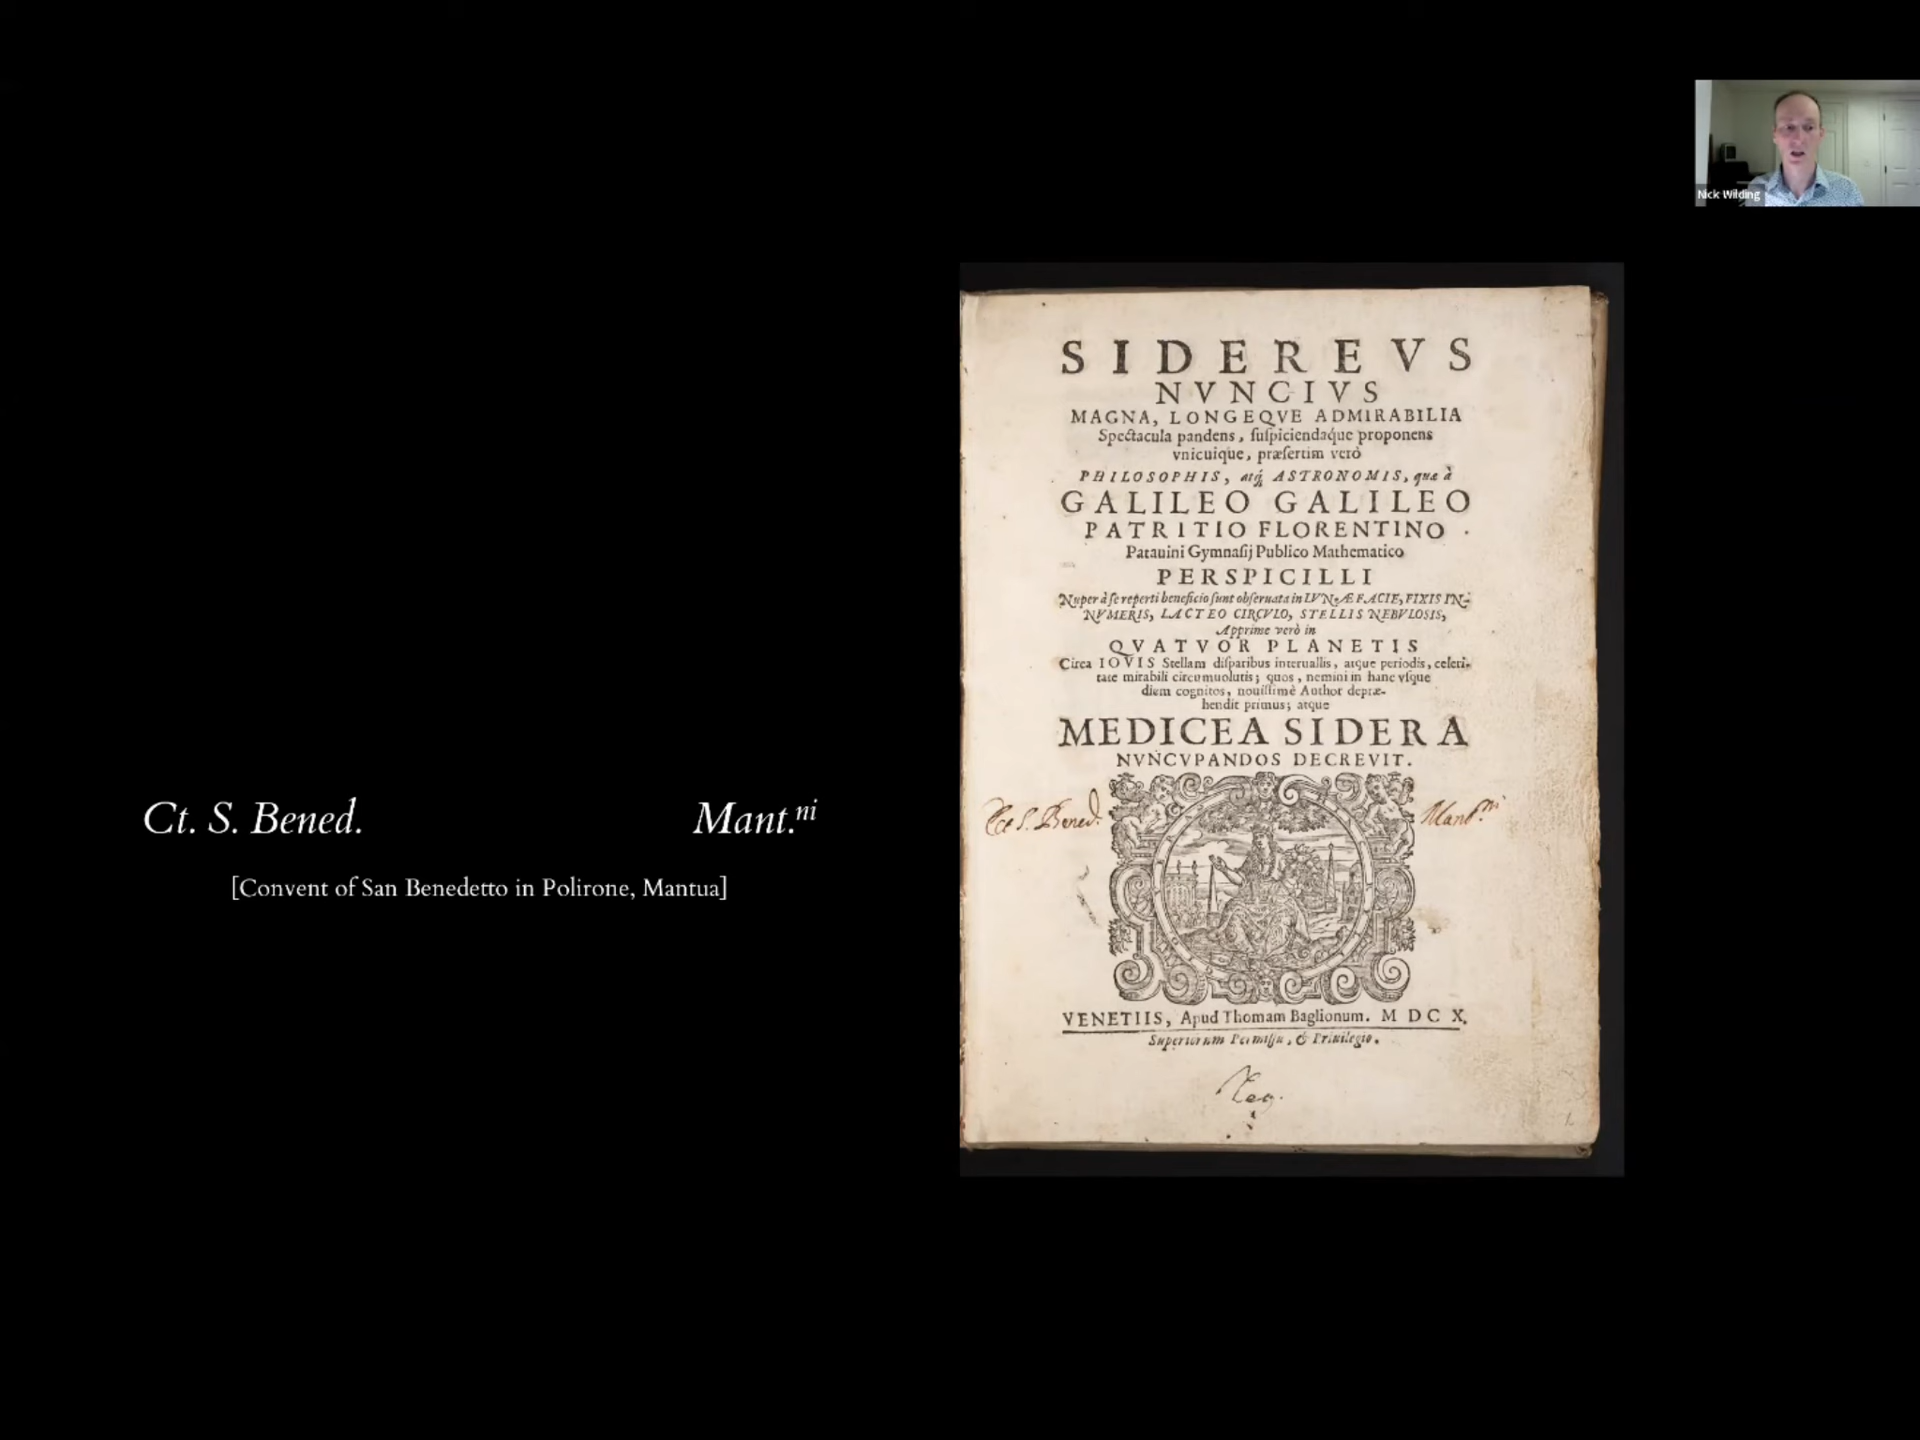 Nick Wilding
Ct. S. Bened. Mant.ni
[Convent of San Benedetto in Polirone, Mantua]
SIDEREVS
NVNCIVS
MAGNA, LONGEQVE ADMIRABILIA
Spectacula pandens, ſuſpiciendaq́ue proponens
vnicuique, præſertim verò
PHILOSOPHIS, atq́ ASTRONOMIS, quæ à
GALILEO GALILEO
PATRITIO FLORENTINO
Patauini Gymnaſij Publico Mathematico
PERSPICILLI
Nuper à ſe reperti beneficio ſunt obſeruata in LVNÆ FACIE, FIXIS IN-
NVMERIS, LACTEO CIRCVLO, STELLIS NEBVLOSIS,
Apprime verò in
QVATVOR PLANETIS
Circa IOVIS Stellam diſparibus interuallis, atque periodis, celeri-
tate mirabili circumuolutis; quos, nemini in hanc vſque
diem cognitos, nouiſſimè Author depræ-
hendit primus; atque
MEDICEA SIDERA
NVNCVPANDOS DECREVIT.
S. Bened. Mant.ni
VENETIIS, Apud Thomam Baglionum. M DC X.
Superiorum Permiſſu, & Priuilegio.